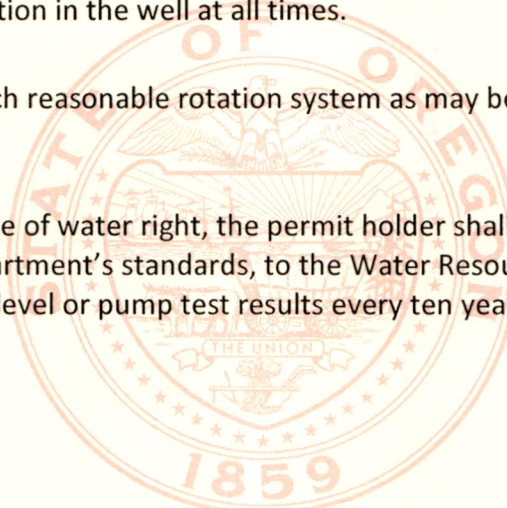 tion in the well at all times.
ch reasonable rotation system as may be
e of water right, the permit holder shal
artment's standards, to the Water Resou
level or pump test results every ten yea
STATE OF OREGON
THE UNION
1859